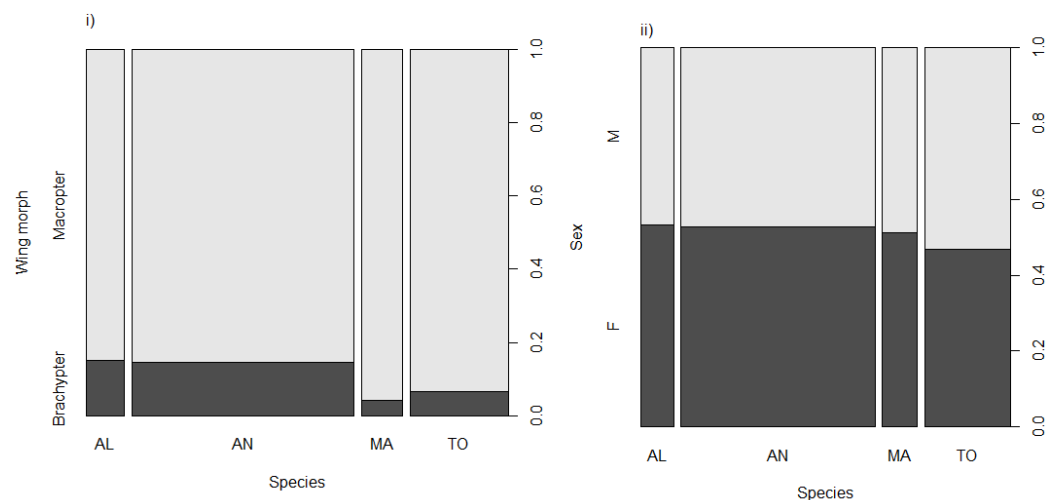 i)
Wing morph
Macropter
Brachypter
0.0 0.2 0.4 0.6 0.8 1.0
AL AN MA TO
Species
ii)
Sex
M
F
0.0 0.2 0.4 0.6 0.8 1.0
AL AN MA TO
Species